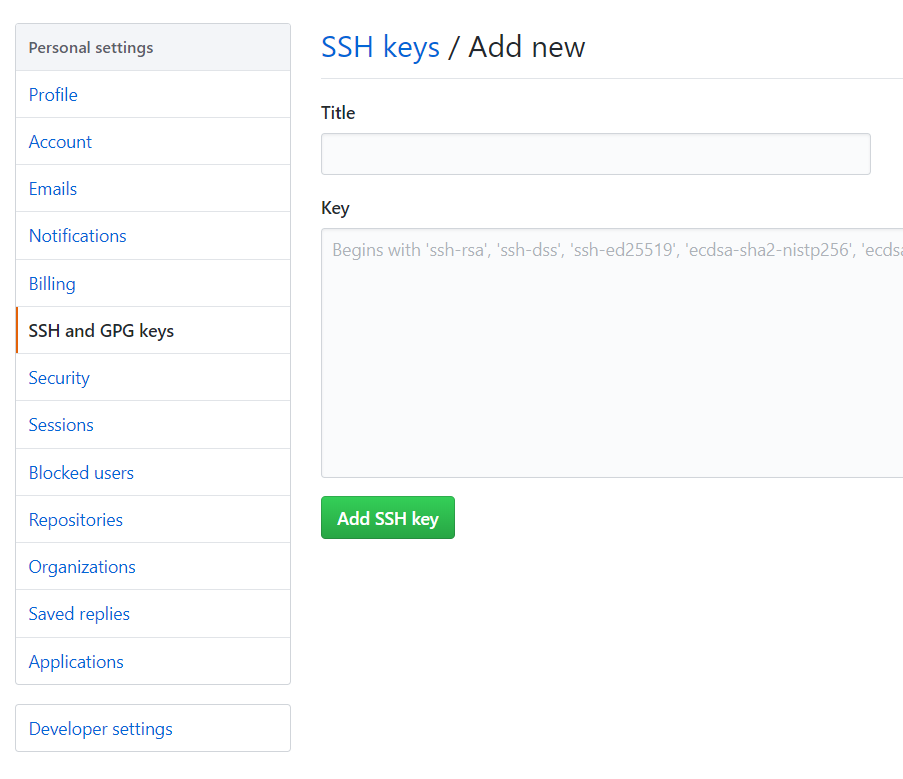 Personal settings
Profile
Account
Emails
Notifications
Billing
SSH and GPG keys
Security
Sessions
Blocked users
Repositories
Organizations
Saved replies
Applications
Developer settings
SSH keys / Add new
Title
Key
Begins with 'ssh-rsa', 'ssh-dss', 'ssh-ed25519', 'ecdsa-sha2-nistp256', 'ecdsa
Add SSH key